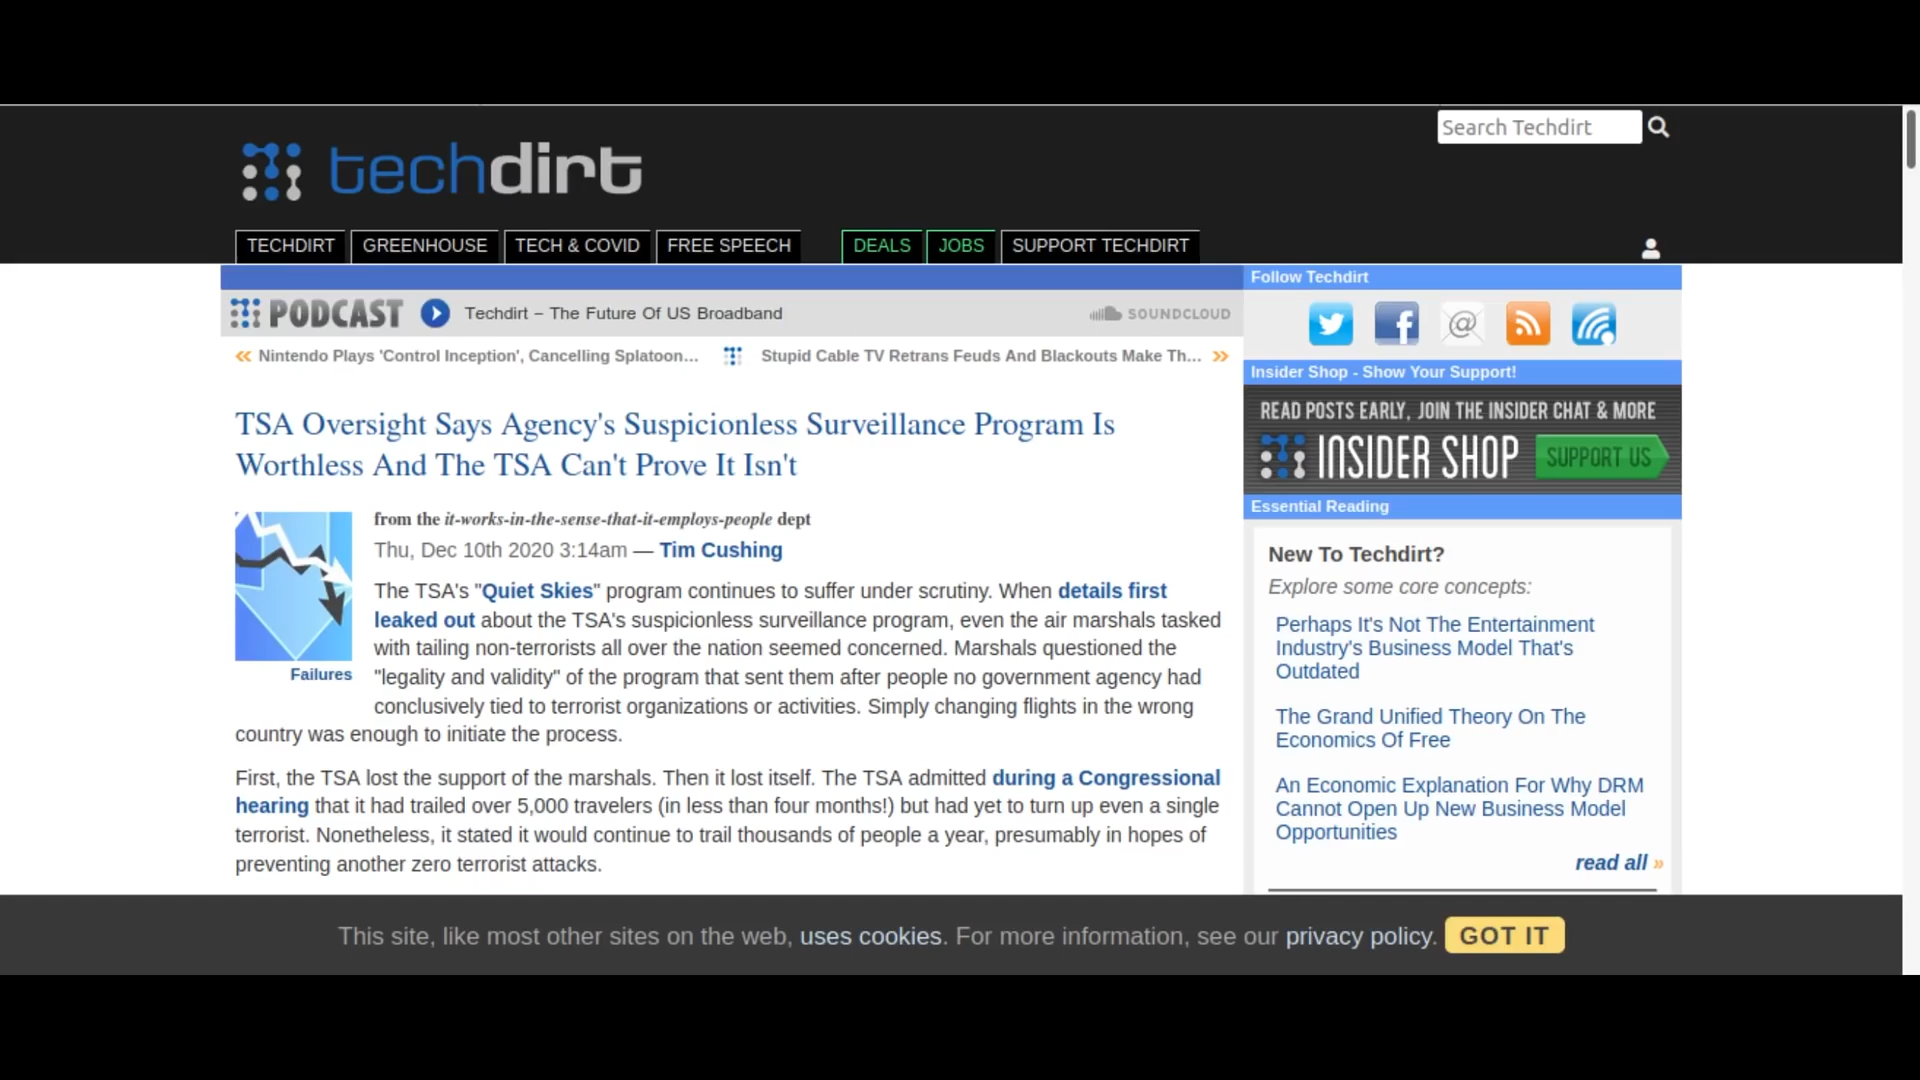 Search Techdirt
techdirt
TECHDIRT GREENHOUSE TECH & COVID FREE SPEECH DEALS JOBS SUPPORT TECHDIRT
PODCAST Techdirt – The Future Of US Broadband SOUNDCLOUD
« Nintendo Plays 'Control Inception', Cancelling Splatoon... Stupid Cable TV Retrans Feuds And Blackouts Make Th... »
TSA Oversight Says Agency's Suspicionless Surveillance Program Is
Worthless And The TSA Can't Prove It Isn't
from the it-works-in-the-sense-that-it-employs-people dept
Thu, Dec 10th 2020 3:14am — Tim Cushing
Failures
The TSA's "Quiet Skies" program continues to suffer under scrutiny. When details first
leaked out about the TSA's suspicionless surveillance program, even the air marshals tasked
with tailing non-terrorists all over the nation seemed concerned. Marshals questioned the
"legality and validity" of the program that sent them after people no government agency had
conclusively tied to terrorist organizations or activities. Simply changing flights in the wrong
country was enough to initiate the process.
First, the TSA lost the support of the marshals. Then it lost itself. The TSA admitted during a Congressional
hearing that it had trailed over 5,000 travelers (in less than four months!) but had yet to turn up even a single
terrorist. Nonetheless, it stated it would continue to trail thousands of people a year, presumably in hopes of
preventing another zero terrorist attacks.
Follow Techdirt
Insider Shop - Show Your Support!
READ POSTS EARLY, JOIN THE INSIDER CHAT & MORE
INSIDER SHOP SUPPORT US
Essential Reading
New To Techdirt?
Explore some core concepts:
Perhaps It's Not The Entertainment
Industry's Business Model That's
Outdated
The Grand Unified Theory On The
Economics Of Free
An Economic Explanation For Why DRM
Cannot Open Up New Business Model
Opportunities
read all »
This site, like most other sites on the web, uses cookies. For more information, see our privacy policy. GOT IT